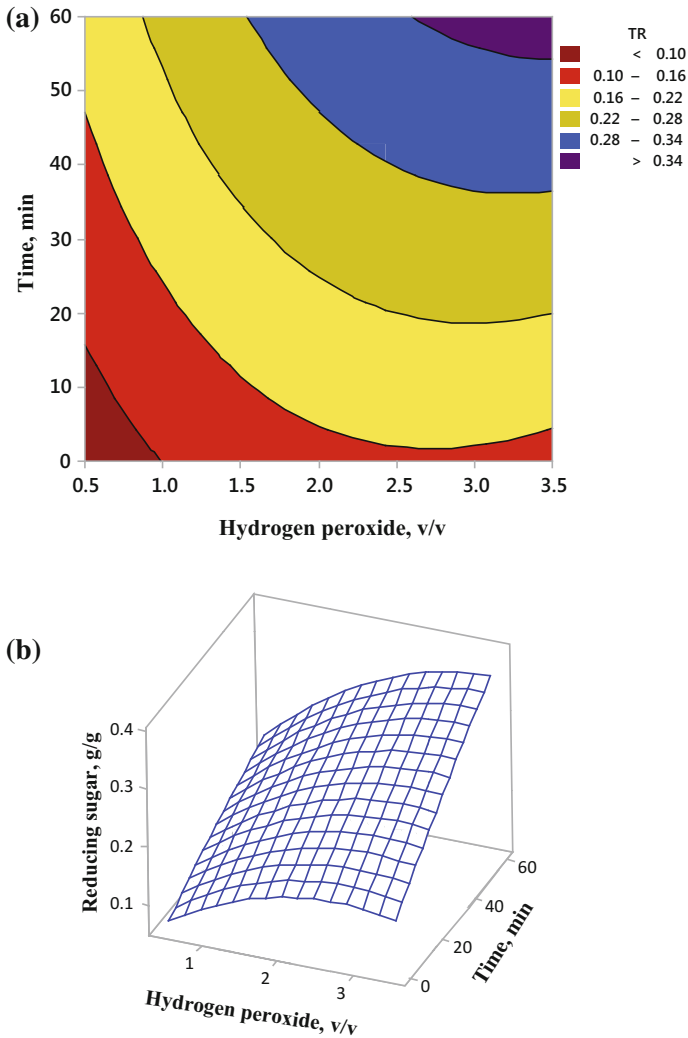 (a)
60
50
40
30
20
10
0
Time, min
0.5 1.0 1.5 2.0 2.5 3.0 3.5
Hydrogen peroxide, v/v
TR
< 0.10
0.10 – 0.16
0.16 – 0.22
0.22 – 0.28
0.28 – 0.34
> 0.34
(b)
0.4
0.3
0.2
0.1
Reducing sugar, g/g
1 2 3
Hydrogen peroxide, v/v
0
20
40
60
Time, min